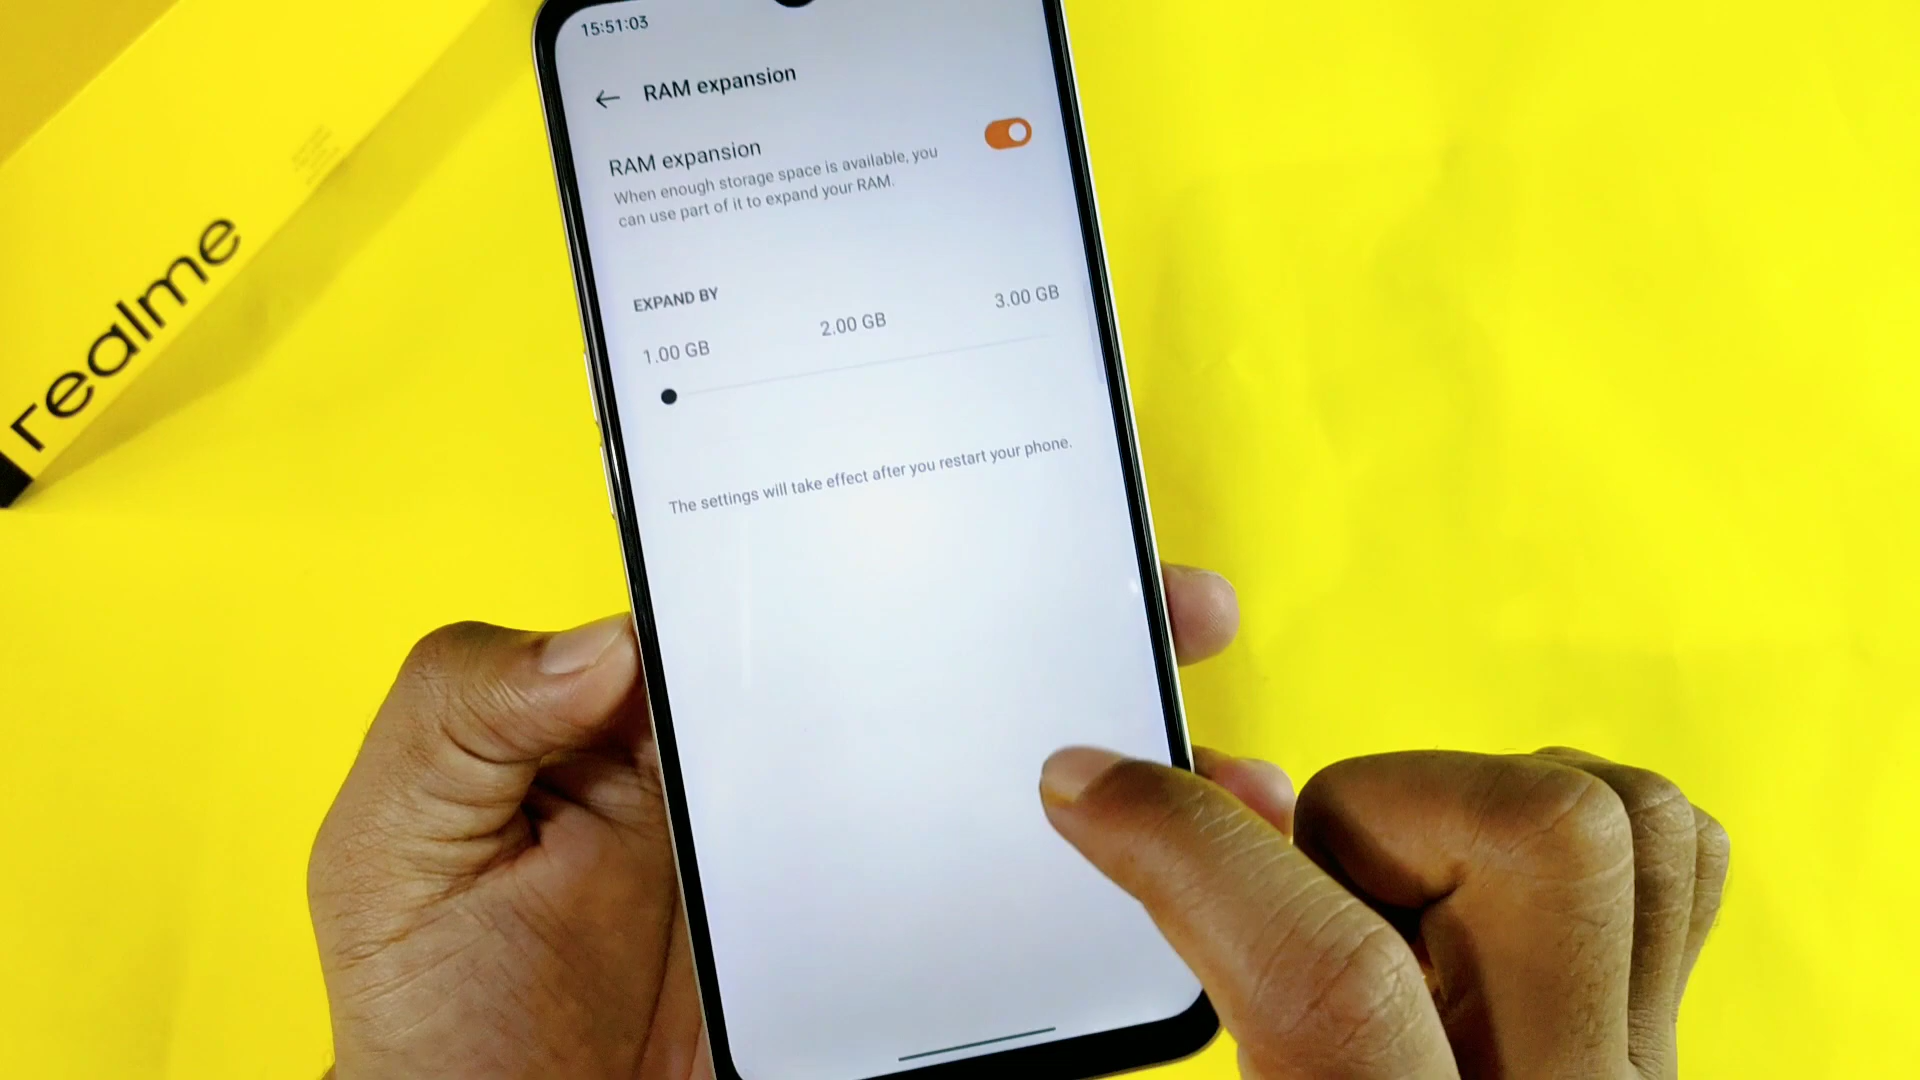 realme
15:51:03
RAM expansion
RAM expansion
When enough storage space is available, you
can use part of it to expand your RAM.
EXPAND BY
1.00 GB
2.00 GB
3.00 GB
The settings will take effect after you restart your phone.